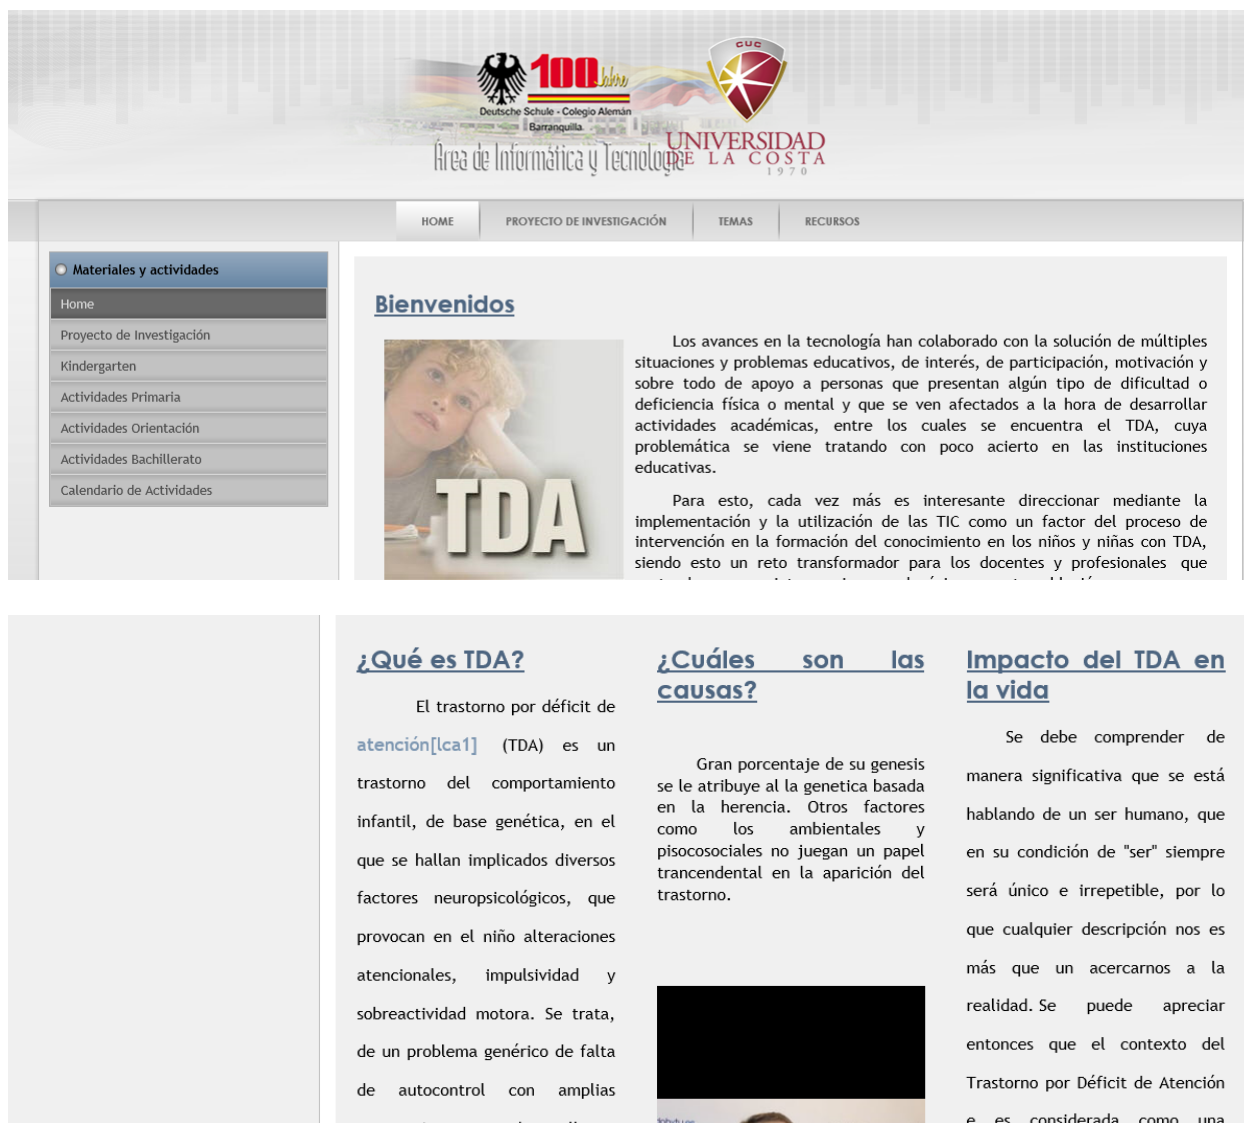 CUC
100 Jahre
Deutsche Schule - Colegio Alemán
Barranquilla
Área de Informática y Tecnología
UNIVERSIDAD
DE LA COSTA
1970
HOME
PROYECTO DE INVESTIGACIÓN
TEMAS
RECURSOS
Materiales y actividades
Home
Proyecto de Investigación
Kindergarten
Actividades Primaria
Actividades Orientación
Actividades Bachillerato
Calendario de Actividades
Bienvenidos
TDA
Los avances en la tecnología han colaborado con la solución de múltiples
situaciones y problemas educativos, de interés, de participación, motivación y
sobre todo de apoyo a personas que presentan algún tipo de dificultad o
deficiencia física o mental y que se ven afectados a la hora de desarrollar
actividades académicas, entre los cuales se encuentra el TDA, cuya
problemática se viene tratando con poco acierto en las instituciones
educativas.
Para esto, cada vez más es interesante direccionar mediante la
implementación y la utilización de las TIC como un factor del proceso de
intervención en la formación del conocimiento en los niños y niñas con TDA,
siendo esto un reto transformador para los docentes y profesionales que
¿Qué es TDA?
El trastorno por déficit de
atención[lca1] (TDA) es un
trastorno del comportamiento
infantil, de base genética, en el
que se hallan implicados diversos
factores neuropsicológicos, que
provocan en el niño alteraciones
atencionales, impulsividad y
sobreactividad motora. Se trata,
de un problema genérico de falta
de autocontrol con amplias
¿Cuáles son las
causas?
Gran porcentaje de su genesis
se le atribuye al la genetica basada
en la herencia. Otros factores
como los ambientales y
pisocosociales no juegan un papel
trancendental en la aparición del
trastorno.
Impacto del TDA en
la vida
Se debe comprender de
manera significativa que se está
hablando de un ser humano, que
en su condición de "ser" siempre
será único e irrepetible, por lo
que cualquier descripción nos es
más que un acercarnos a la
realidad. Se puede apreciar
entonces que el contexto del
Trastorno por Déficit de Atención
e es considerada como una